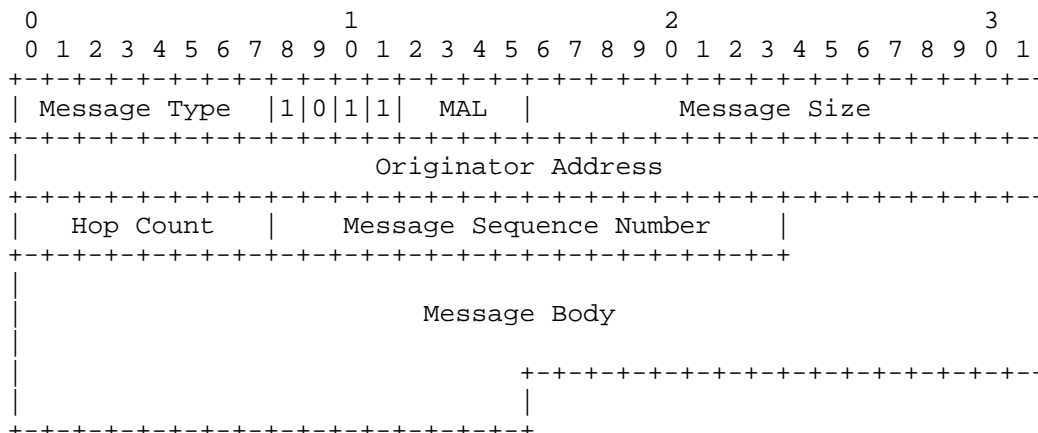 0                   1                   2                   3
 0 1 2 3 4 5 6 7 8 9 0 1 2 3 4 5 6 7 8 9 0 1 2 3 4 5 6 7 8 9 0 1
+-+-+-+-+-+-+-+-+-+-+-+-+-+-+-+-+-+-+-+-+-+-+-+-+-+-+-+-+-+-+-+--
| Message Type  |1|0|1|1|  MAL  |         Message Size
+-+-+-+-+-+-+-+-+-+-+-+-+-+-+-+-+-+-+-+-+-+-+-+-+-+-+-+-+-+-+-+--
|                      Originator Address
+-+-+-+-+-+-+-+-+-+-+-+-+-+-+-+-+-+-+-+-+-+-+-+-+-+-+-+-+-+-+-+--
|   Hop Count   |    Message Sequence Number    |
+-+-+-+-+-+-+-+-+-+-+-+-+-+-+-+-+-+-+-+-+-+-+-+-+
|
|                         Message Body
|
|                               +-+-+-+-+-+-+-+-+-+-+-+-+-+-+-+--
|                               |
+-+-+-+-+-+-+-+-+-+-+-+-+-+-+-+-+